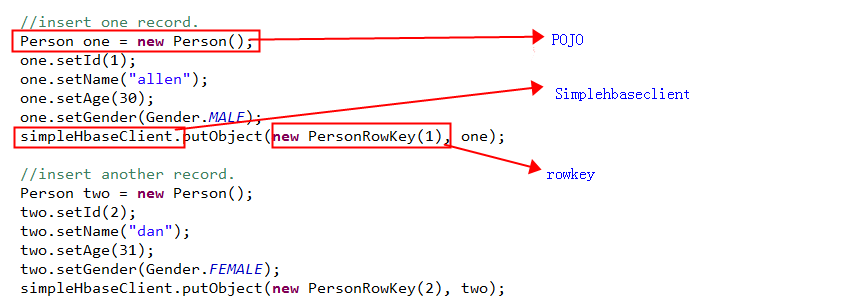 //insert one record.
Person one = new Person();
POJO
one.setId(1);
one.setName("allen");
one.setAge(30);
Simplehbaseclient
one.setGender(Gender.MALE);
simpleHbaseClient.putObject(new PersonRowKey(1), one);
//insert another record.
rowkey
Person two = new Person();
two.setId(2);
two.setName("dan");
two.setAge(31);
two.setGender(Gender.FEMALE);
simpleHbaseClient.putObject(new PersonRowKey(2), two);